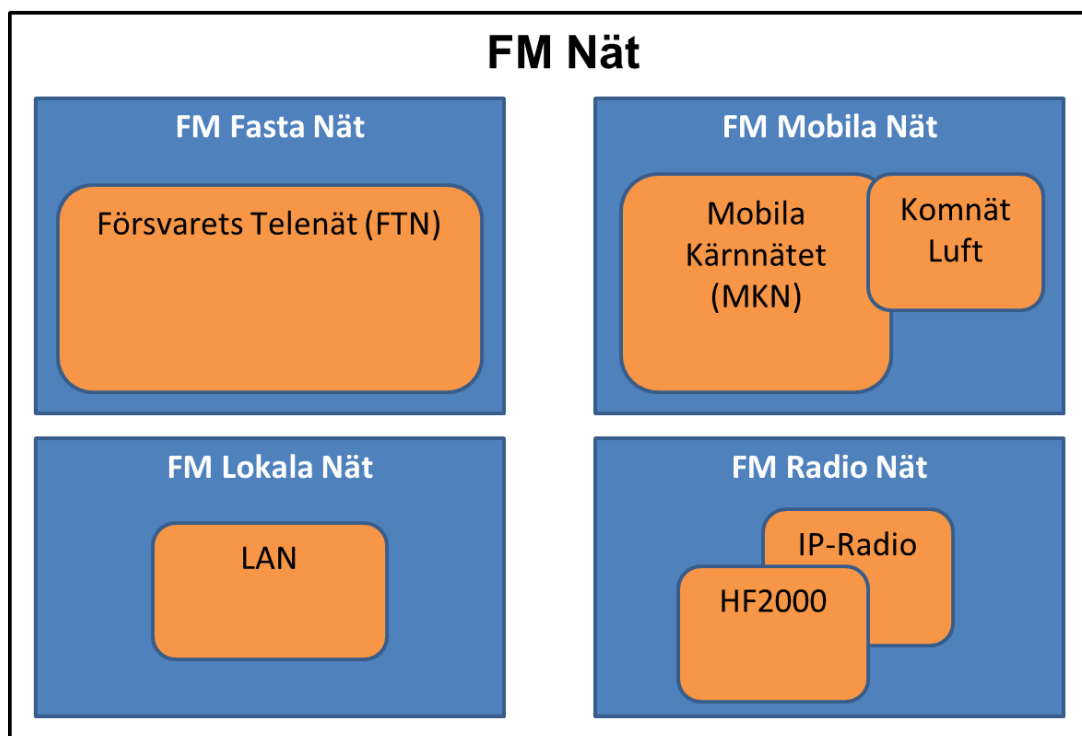 FM Nät
FM Fasta Nät
Försvarets Telenät (FTN)
FM Mobila Nät
Mobila
Kärnnätet
(MKN)
Komnät
Luft
FM Lokala Nät
LAN
FM Radio Nät
IP-Radio
HF2000